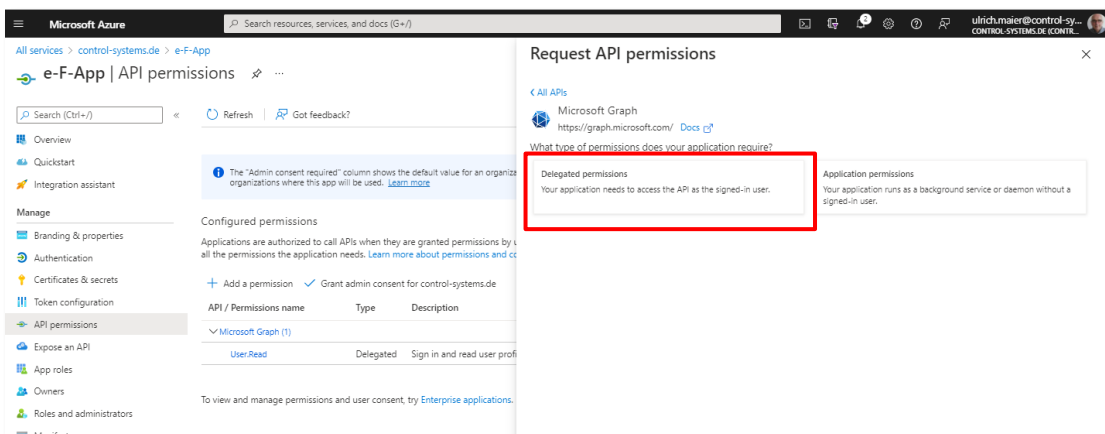 Microsoft Azure
Search resources, services, and docs (G+/)
2
ulrich.maier@control-sy...
CONTROL-SYSTEMS.DE (CONTR...
All services > control-systems.de > e-F-App
e-F-App | API permissions
...
Search (Ctrl+/)
«
Refresh
Got feedback?
Overview
Quickstart
Integration assistant
Manage
Branding & properties
Authentication
Certificates & secrets
Token configuration
API permissions
Expose an API
App roles
Owners
Roles and administrators
The "Admin consent required" column shows the default value for an organiza
organizations where this app will be used. Learn more
Configured permissions
Applications are authorized to call APIs when they are granted permissions by u
all the permissions the application needs. Learn more about permissions and co
+ Add a permission
Grant admin consent for control-systems.de
API / Permissions name
Type
Description
Microsoft Graph (1)
User.Read
Delegated
Sign in and read user profi
To view and manage permissions and user consent, try Enterprise applications.
Request API permissions
All APIs
Microsoft Graph
https://graph.microsoft.com/ Docs
What type of permissions does your application require?
Delegated permissions
Your application needs to access the API as the signed-in user.
Application permissions
Your application runs as a background service or daemon without a
signed-in user.